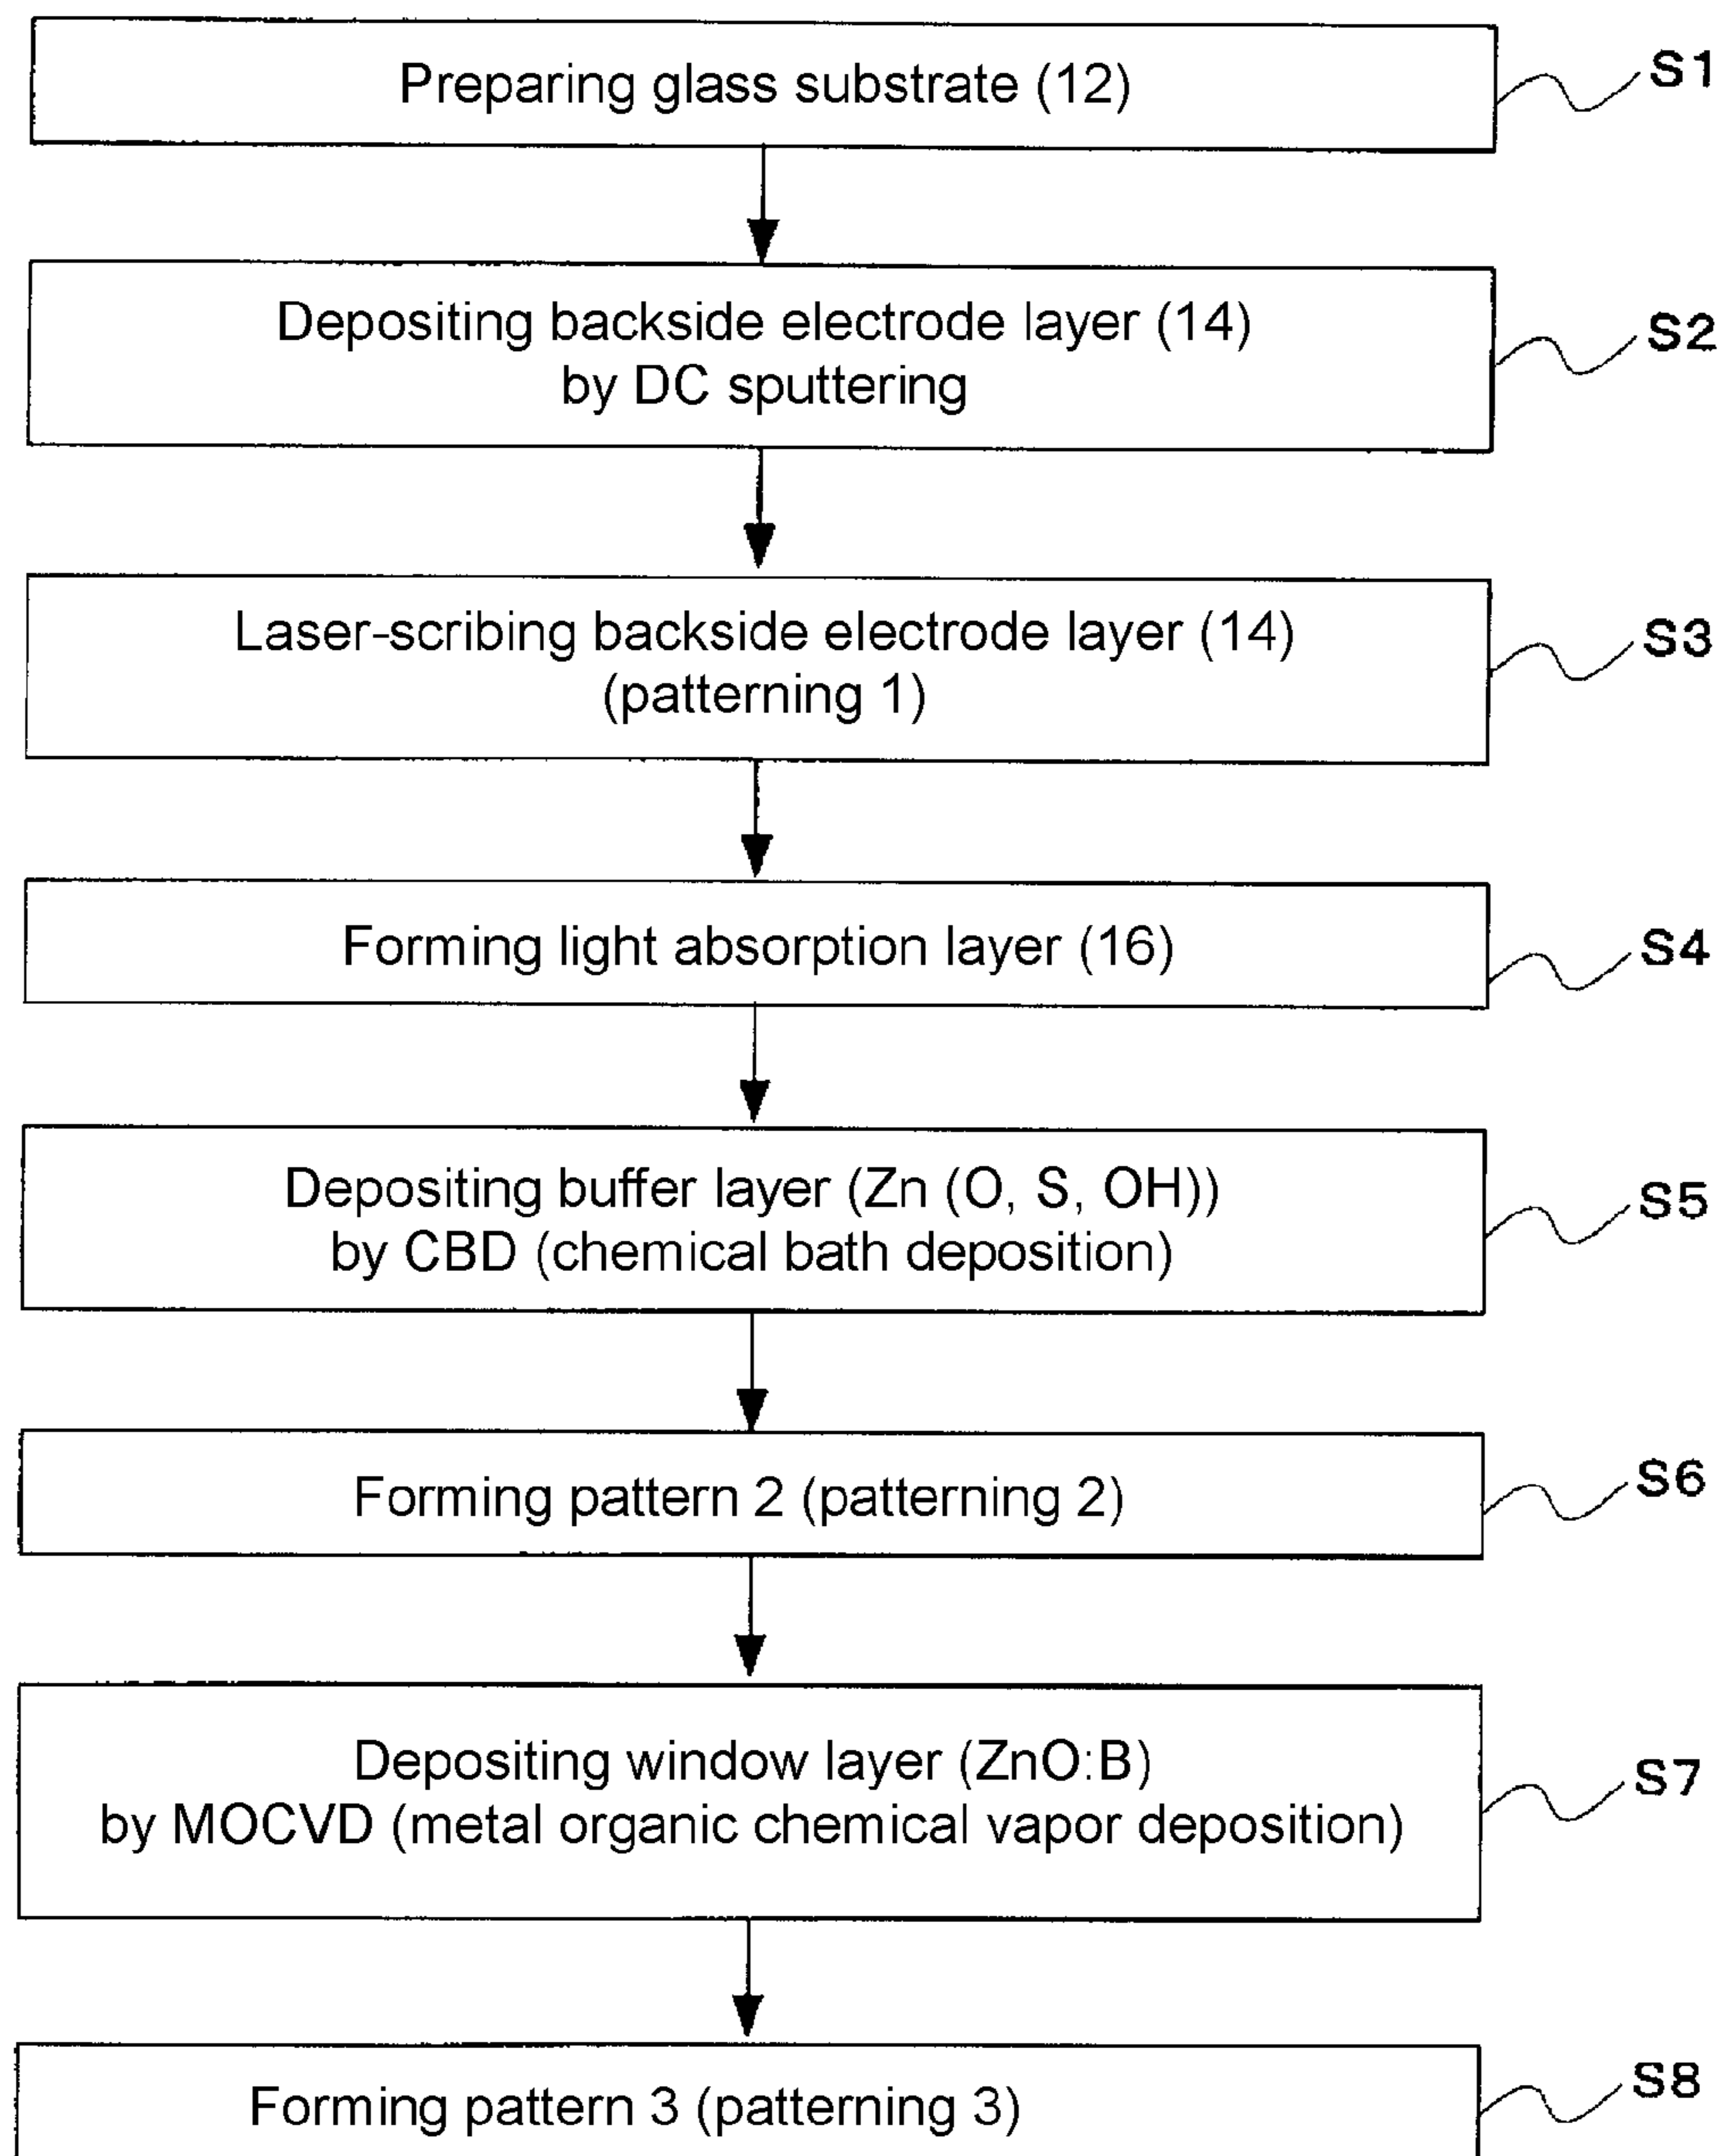 Preparing glass substrate (12)
S1
Depositing backside electrode layer (14)
by DC sputtering
S2
Laser-scribing backside electrode layer (14)
(patterning 1)
S3
Forming light absorption layer (16)
S4
Depositing buffer layer (Zn (O, S, OH))
by CBD (chemical bath deposition)
S5
Forming pattern 2 (patterning 2)
S6
Depositing window layer (ZnO:B)
by MOCVD (metal organic chemical vapor deposition)
S7
Forming pattern 3 (patterning 3)
S8